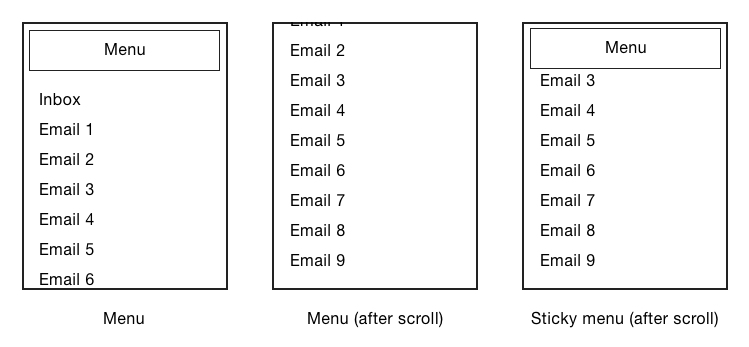 Menu
Inbox
Email 1
Email 2
Email 3
Email 4
Email 5
Email 6
Menu
Email 2
Email 3
Email 4
Email 5
Email 6
Email 7
Email 8
Email 9
Menu (after scroll)
Menu
Email 3
Email 4
Email 5
Email 6
Email 7
Email 8
Email 9
Sticky menu (after scroll)